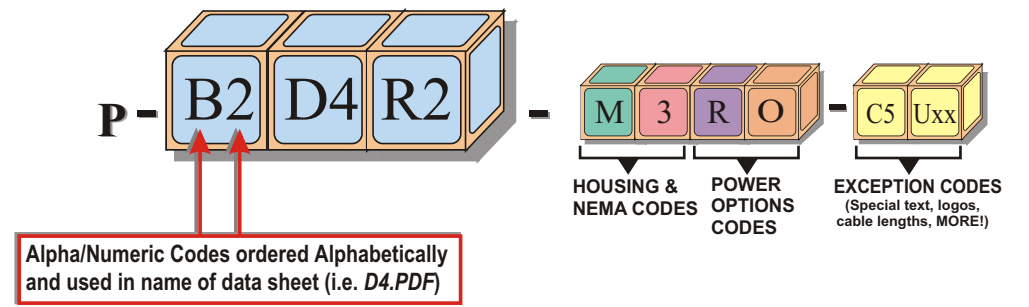 P - B2 D4 R2 - M 3 R O - C5 Uxx
HOUSING &
NEMA CODES
POWER
OPTIONS
CODES
EXCEPTION CODES
(Special text, logos,
cable lengths, MORE!)
Alpha/Numeric Codes ordered Alphabetically
and used in name of data sheet (i.e. D4.PDF)